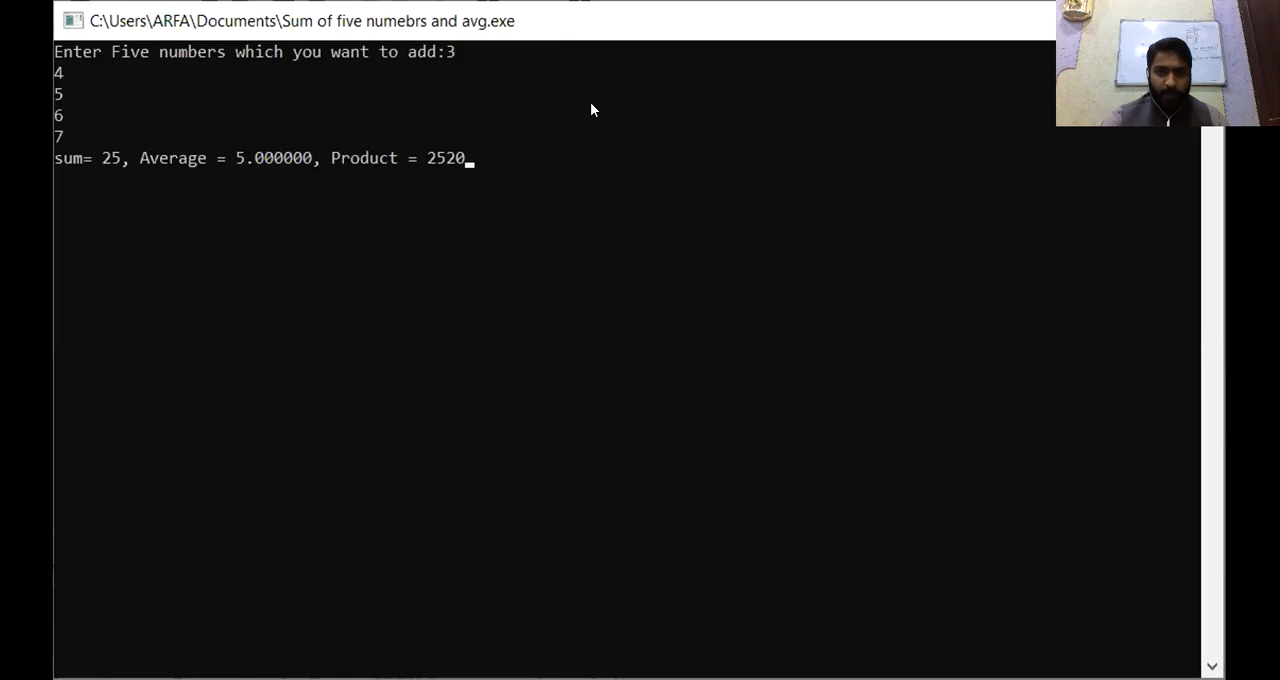 C:\Users\ARFA\Documents\Sum of five numebrs and avg.exe
Enter Five numbers which you want to add:3
4
5
6
7
sum= 25, Average = 5.000000, Product = 2520